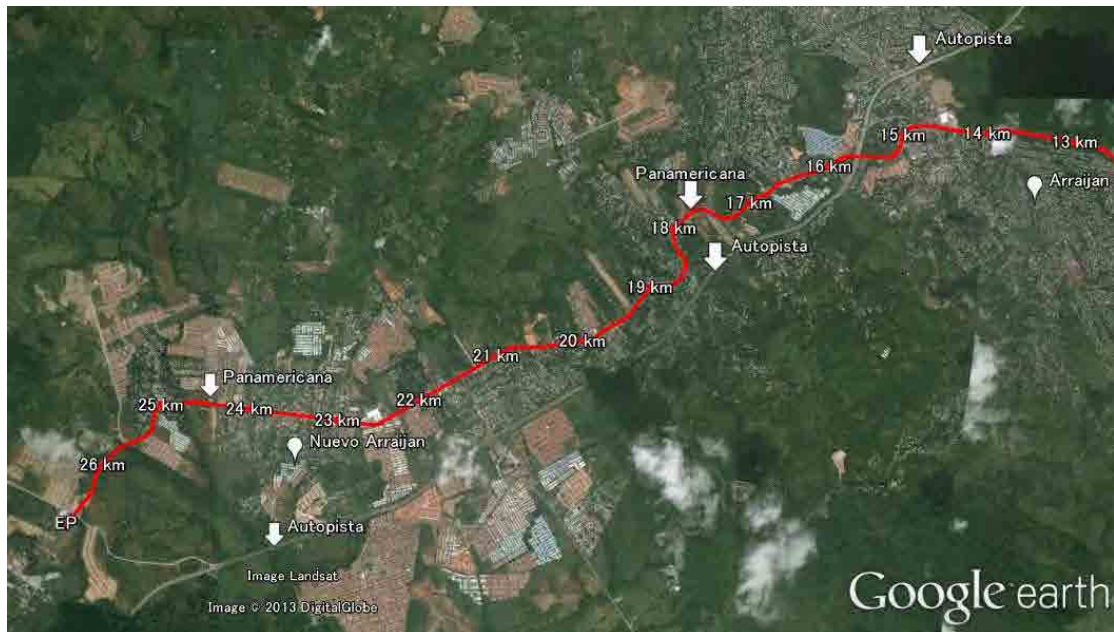 Autopista
15 km
14 km
13 km
16 km
Panamericana
Arraijan
17 km
18 km
Autopista
19 km
20 km
21 km
Panamericana
22 km
25 km
24 km
23 km
Nuevo Arraijan
26 km
EP
Autopista
Image Landsat
Image © 2013 DigitalGlobe
Google earth